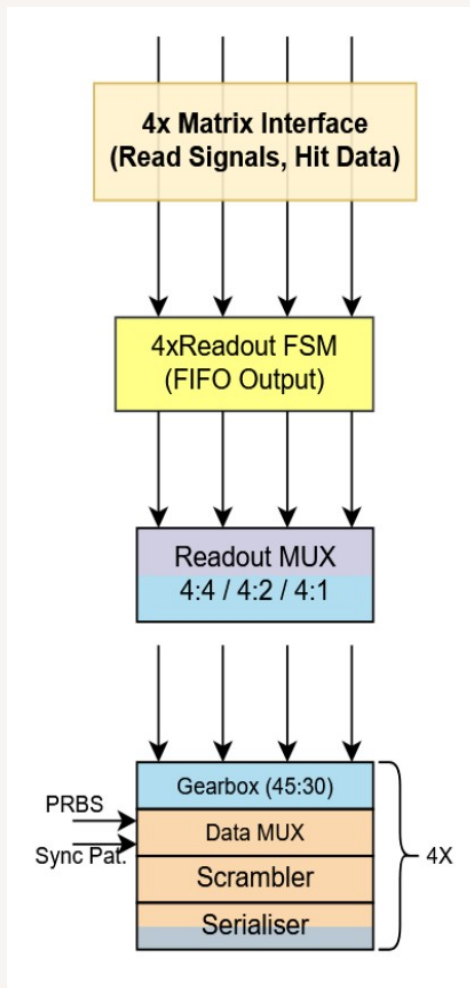 4x Matrix Interface
(Read Signals, Hit Data)
4xReadout FSM
(FIFO Output)
Readout MUX
4:4 / 4:2 / 4:1
Gearbox (45:30)
PRBS
Data MUX
Sync Pat.
4X
Scrambler
Serialiser